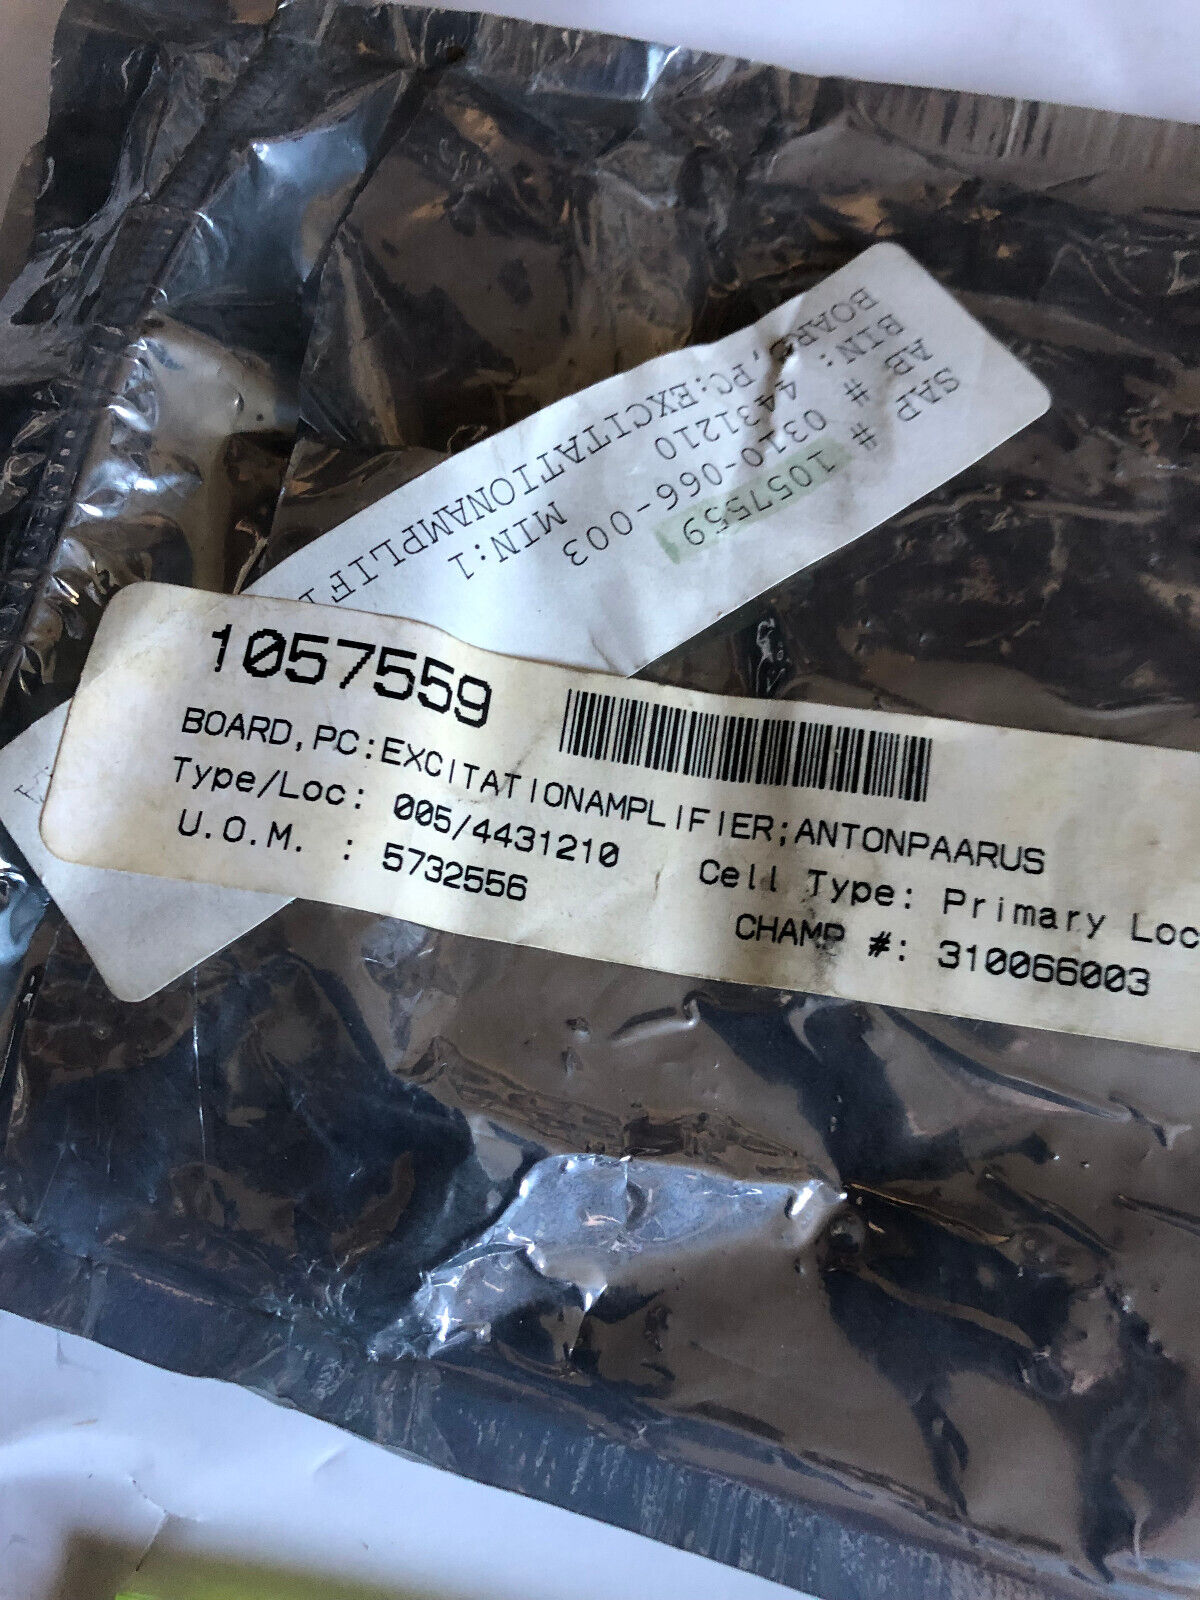 SAP # 1057559
AB # 0310-066-003
BIN: 4431210 MIN:1
BOARD,PC:EXCITATIONAMPLIF
1057559
BOARD,PC:EXCITATIONAMPLIFIER;ANTONPAARUS
Type/Loc: 005/4431210 Cell Type: Primary Loc
U.O.M. : 5732556 CHAMP #: 310066003